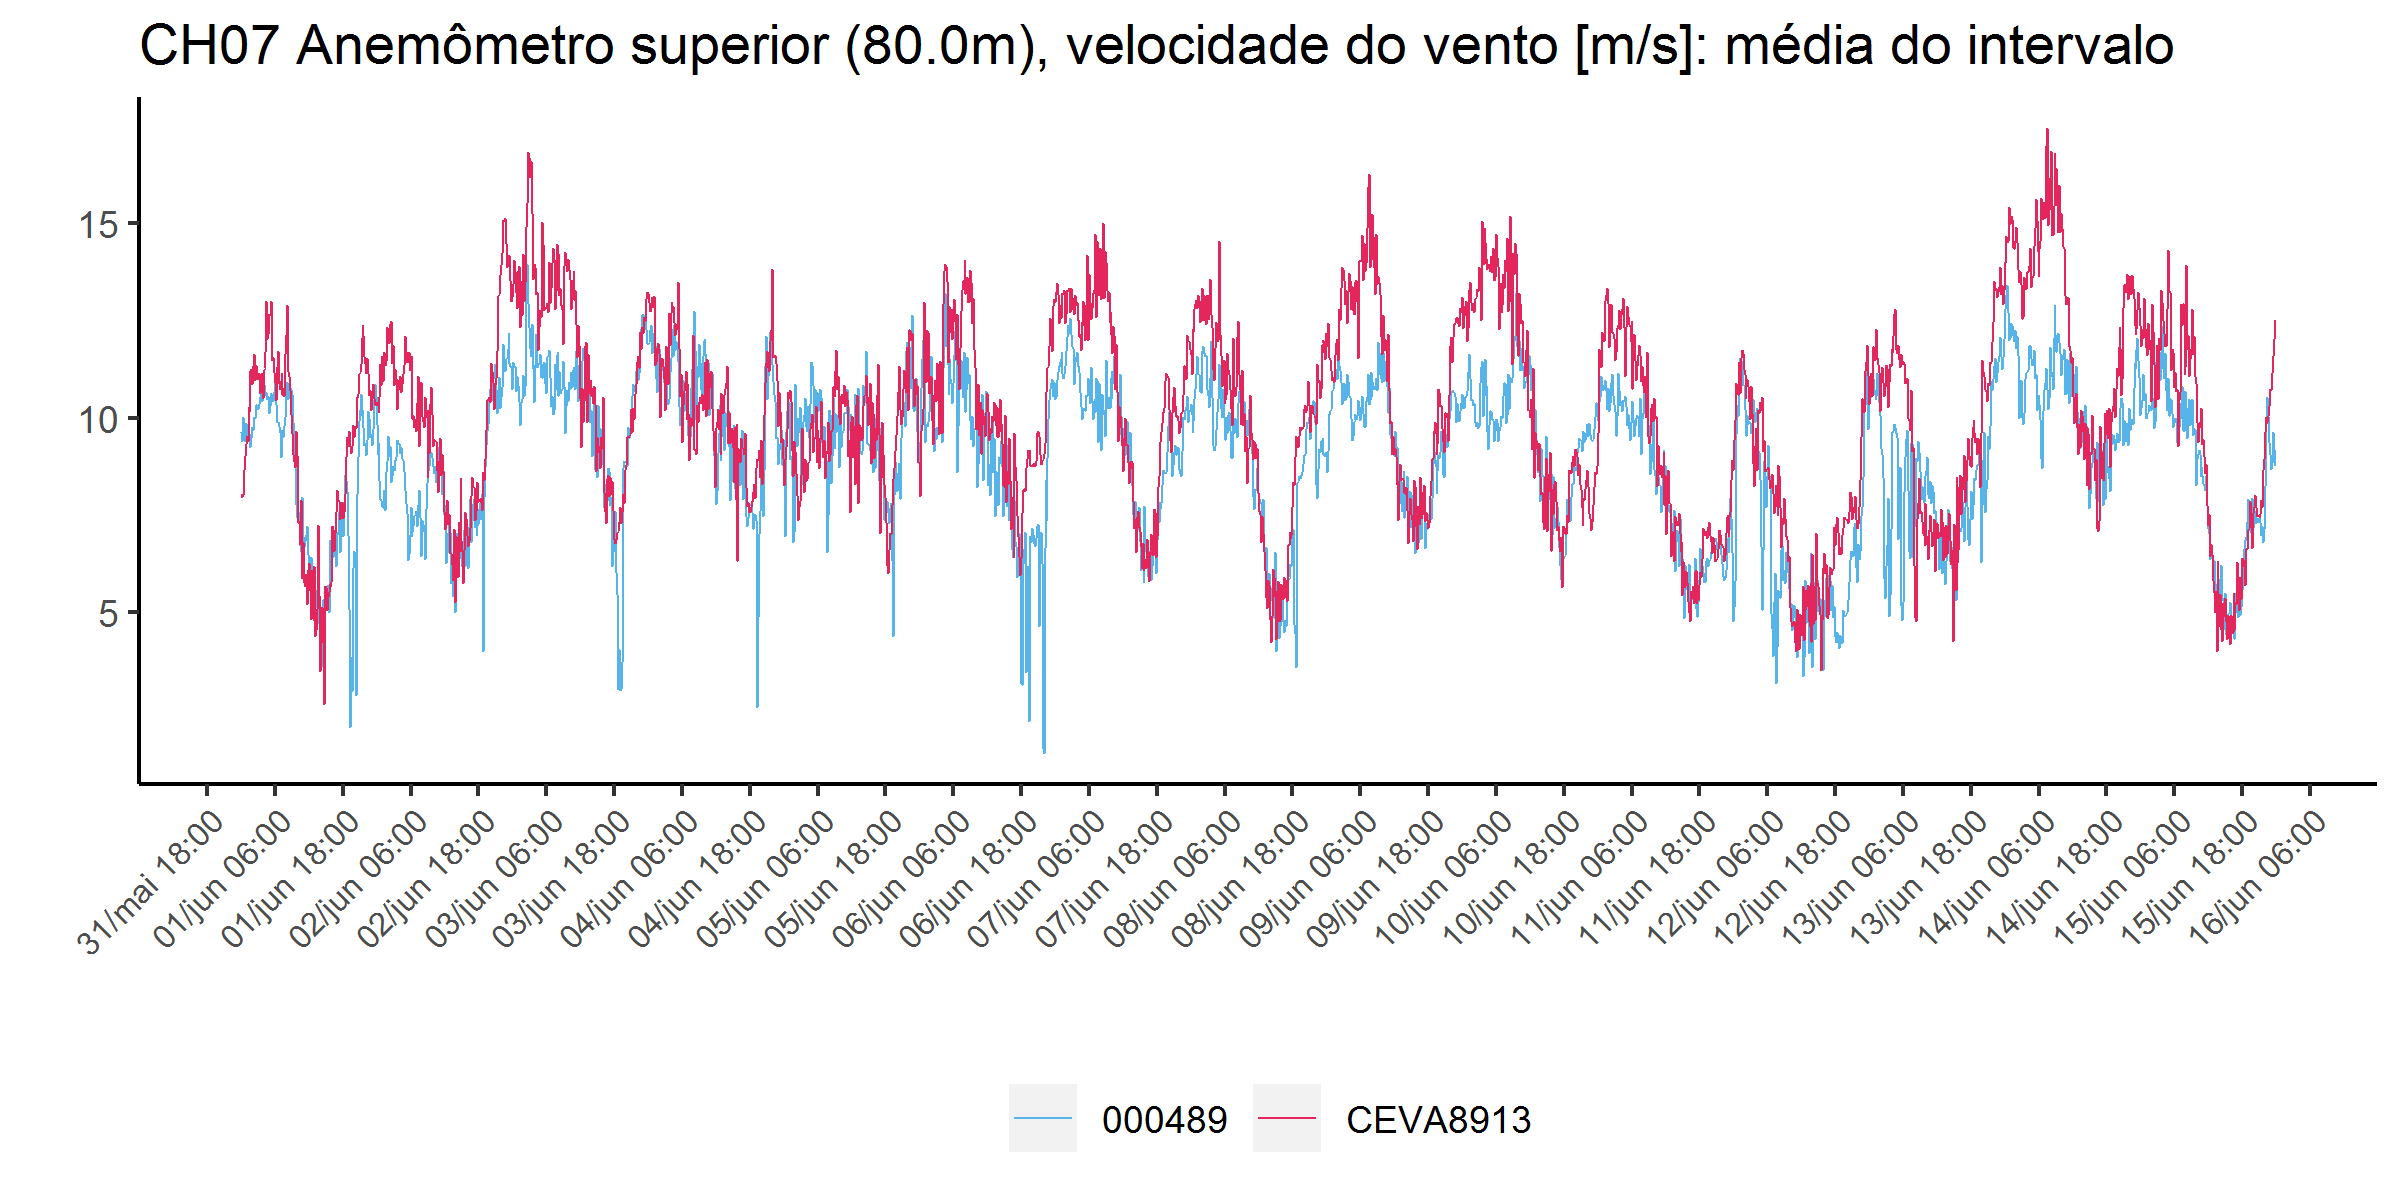 CH07 Anemômetro superior (80.0m), velocidade do vento [m/s]: média do intervalo
15
10
5
31/mai 18:00
01/jun 06:00
01/jun 18:00
02/jun 06:00
02/jun 18:00
03/jun 06:00
03/jun 18:00
04/jun 06:00
04/jun 18:00
05/jun 06:00
05/jun 18:00
06/jun 06:00
06/jun 18:00
07/jun 06:00
07/jun 18:00
08/jun 06:00
08/jun 18:00
09/jun 06:00
09/jun 18:00
10/jun 06:00
10/jun 18:00
11/jun 06:00
11/jun 18:00
12/jun 06:00
12/jun 18:00
13/jun 06:00
13/jun 18:00
14/jun 06:00
14/jun 18:00
15/jun 06:00
15/jun 18:00
16/jun 06:00
000489 CEVA8913